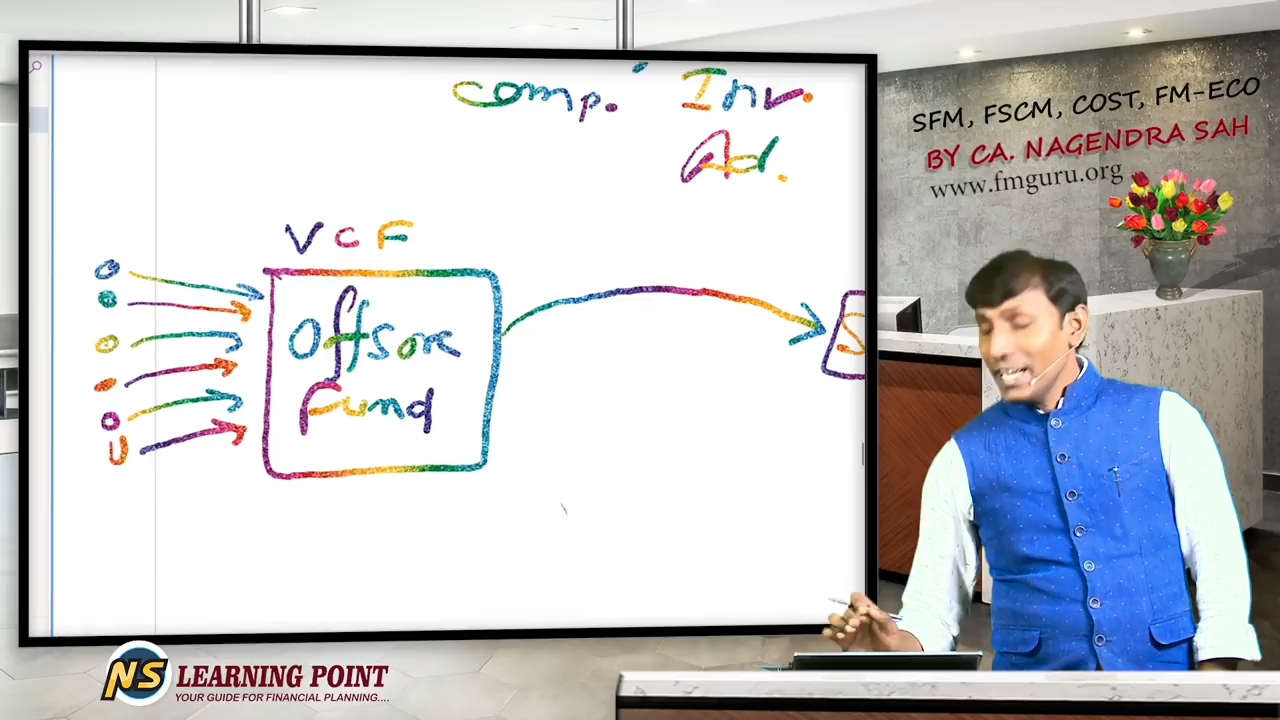 comp. Inv.
Ad.
VCF
Offsore
Fund
SFM, FSCM, COST, FM-ECO
BY CA. NAGENDRA SAH
www.fmguru.org
NS LEARNING POINT
YOUR GUIDE FOR FINANCIAL PLANNING....